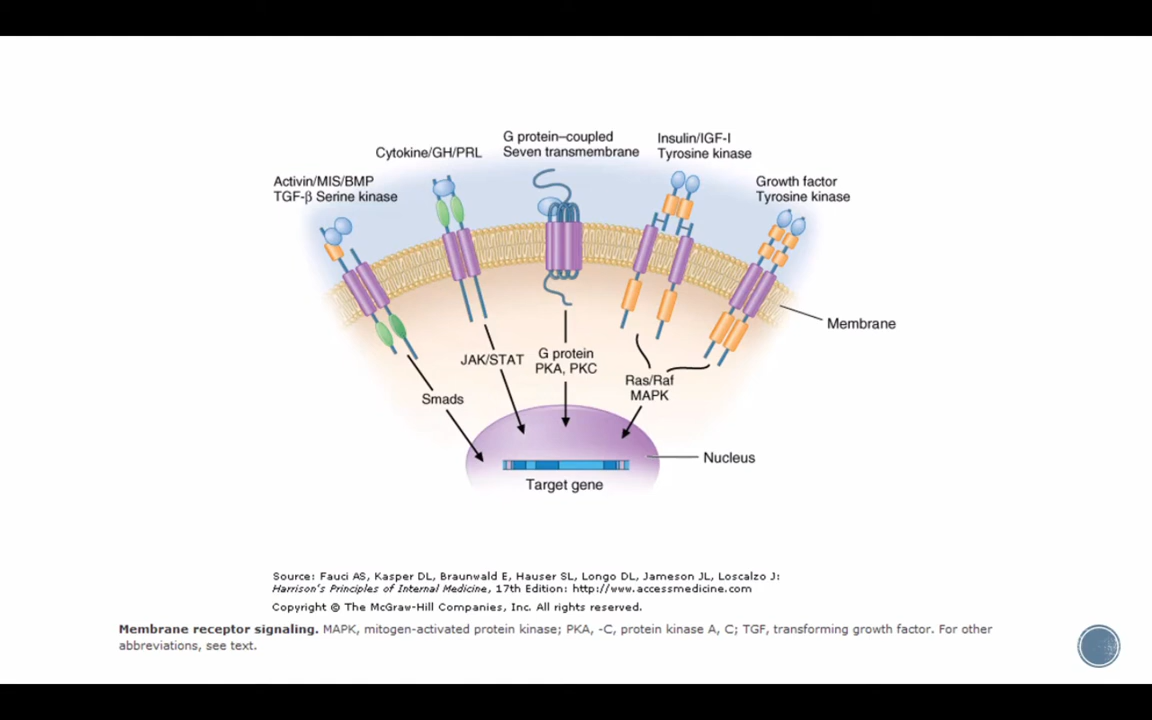 G protein–coupled
Seven transmembrane
Insulin/IGF-I
Tyrosine kinase
Cytokine/GH/PRL
Activin/MIS/BMP
TGF-β Serine kinase
Growth factor
Tyrosine kinase
Membrane
JAK/STAT
G protein
PKA, PKC
Ras/Raf
MAPK
Smads
Nucleus
Target gene
Source: Fauci AS, Kasper DL, Braunwald E, Hauser SL, Longo DL, Jameson JL, Loscalzo J:
Harrison's Principles of Internal Medicine, 17th Edition: http://www.accessmedicine.com
Copyright © The McGraw-Hill Companies, Inc. All rights reserved.
Membrane receptor signaling. MAPK, mitogen-activated protein kinase; PKA, -C, protein kinase A, C; TGF, transforming growth factor. For other
abbreviations, see text.